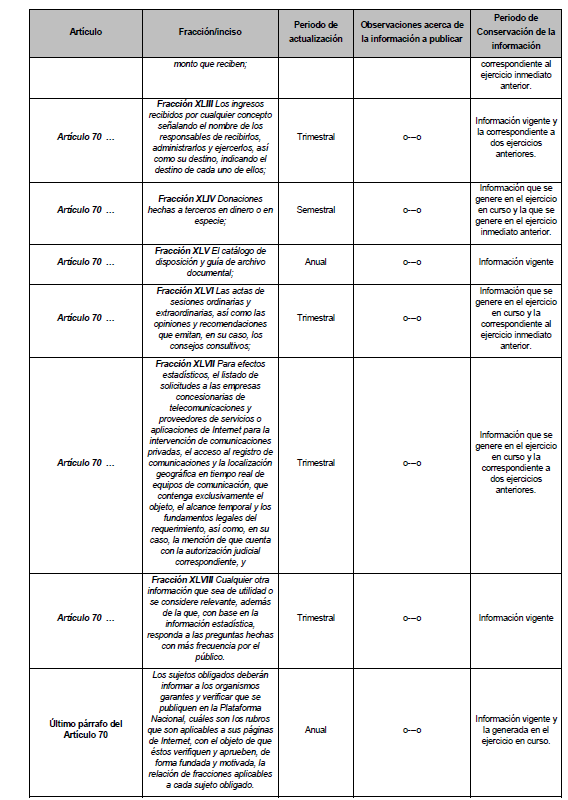 Artículo
Fracción/inciso
Periodo de
actualización
Observaciones acerca de
la información a publicar
Periodo de
Conservación de la
información
monto que reciben;
correspondiente al
ejercicio inmediato
anterior.
Artículo 70 ...
Fracción XLIII Los ingresos
recibidos por cualquier concepto
señalando el nombre de los
responsables de recibirlos,
administrarlos y ejercerlos, así
como su destino, indicando el
destino de cada uno de ellos;
Trimestral
o---o
Información vigente y
la correspondiente a
dos ejercicios
anteriores.
Artículo 70 ...
Fracción XLIV Donaciones
hechas a terceros en dinero o en
especie;
Semestral
o---o
Información que se
genere en el ejercicio
en curso y la que se
genere en el ejercicio
inmediato anterior.
Artículo 70 ...
Fracción XLV El catálogo de
disposición y guía de archivo
documental;
Anual
o---o
Información vigente
Artículo 70 ...
Fracción XLVI Las actas de
sesiones ordinarias y
extraordinarias, así como las
opiniones y recomendaciones
que emitan, en su caso, los
consejos consultivos;
Trimestral
o---o
Información que se
genere en el ejercicio
en curso y la
correspondiente al
ejercicio inmediato
anterior.
Artículo 70 ...
Fracción XLVII Para efectos
estadísticos, el listado de
solicitudes a las empresas
concesionarias de
telecomunicaciones y
proveedores de servicios o
aplicaciones de Internet para la
intervención de comunicaciones
privadas, el acceso al registro de
comunicaciones y la localización
geográfica en tiempo real de
equipos de comunicación, que
contenga exclusivamente el
objeto, el alcance temporal y los
fundamentos legales del
requerimiento, así como, en su
caso, la mención de que cuenta
con la autorización judicial
correspondiente, y
Trimestral
o---o
Información que se
genere en el ejercicio
en curso y la
correspondiente a
dos ejercicios
anteriores.
Artículo 70 ...
Fracción XLVIII Cualquier otra
información que sea de utilidad o
se considere relevante, además
de la que, con base en la
información estadística,
responda a las preguntas hechas
con más frecuencia por el
público.
Trimestral
o---o
Información vigente
Último párrafo del
Artículo 70
Los sujetos obligados deberán
informar a los organismos
garantes y verificar que se
publiquen en la Plataforma
Nacional, cuáles son los rubros
que son aplicables a sus páginas
de Internet, con el objeto de que
éstos verifiquen y aprueben, de
forma fundada y motivada, la
relación de fracciones aplicables
a cada sujeto obligado.
Anual
o---o
Información vigente y
la generada en el
ejercicio en curso.